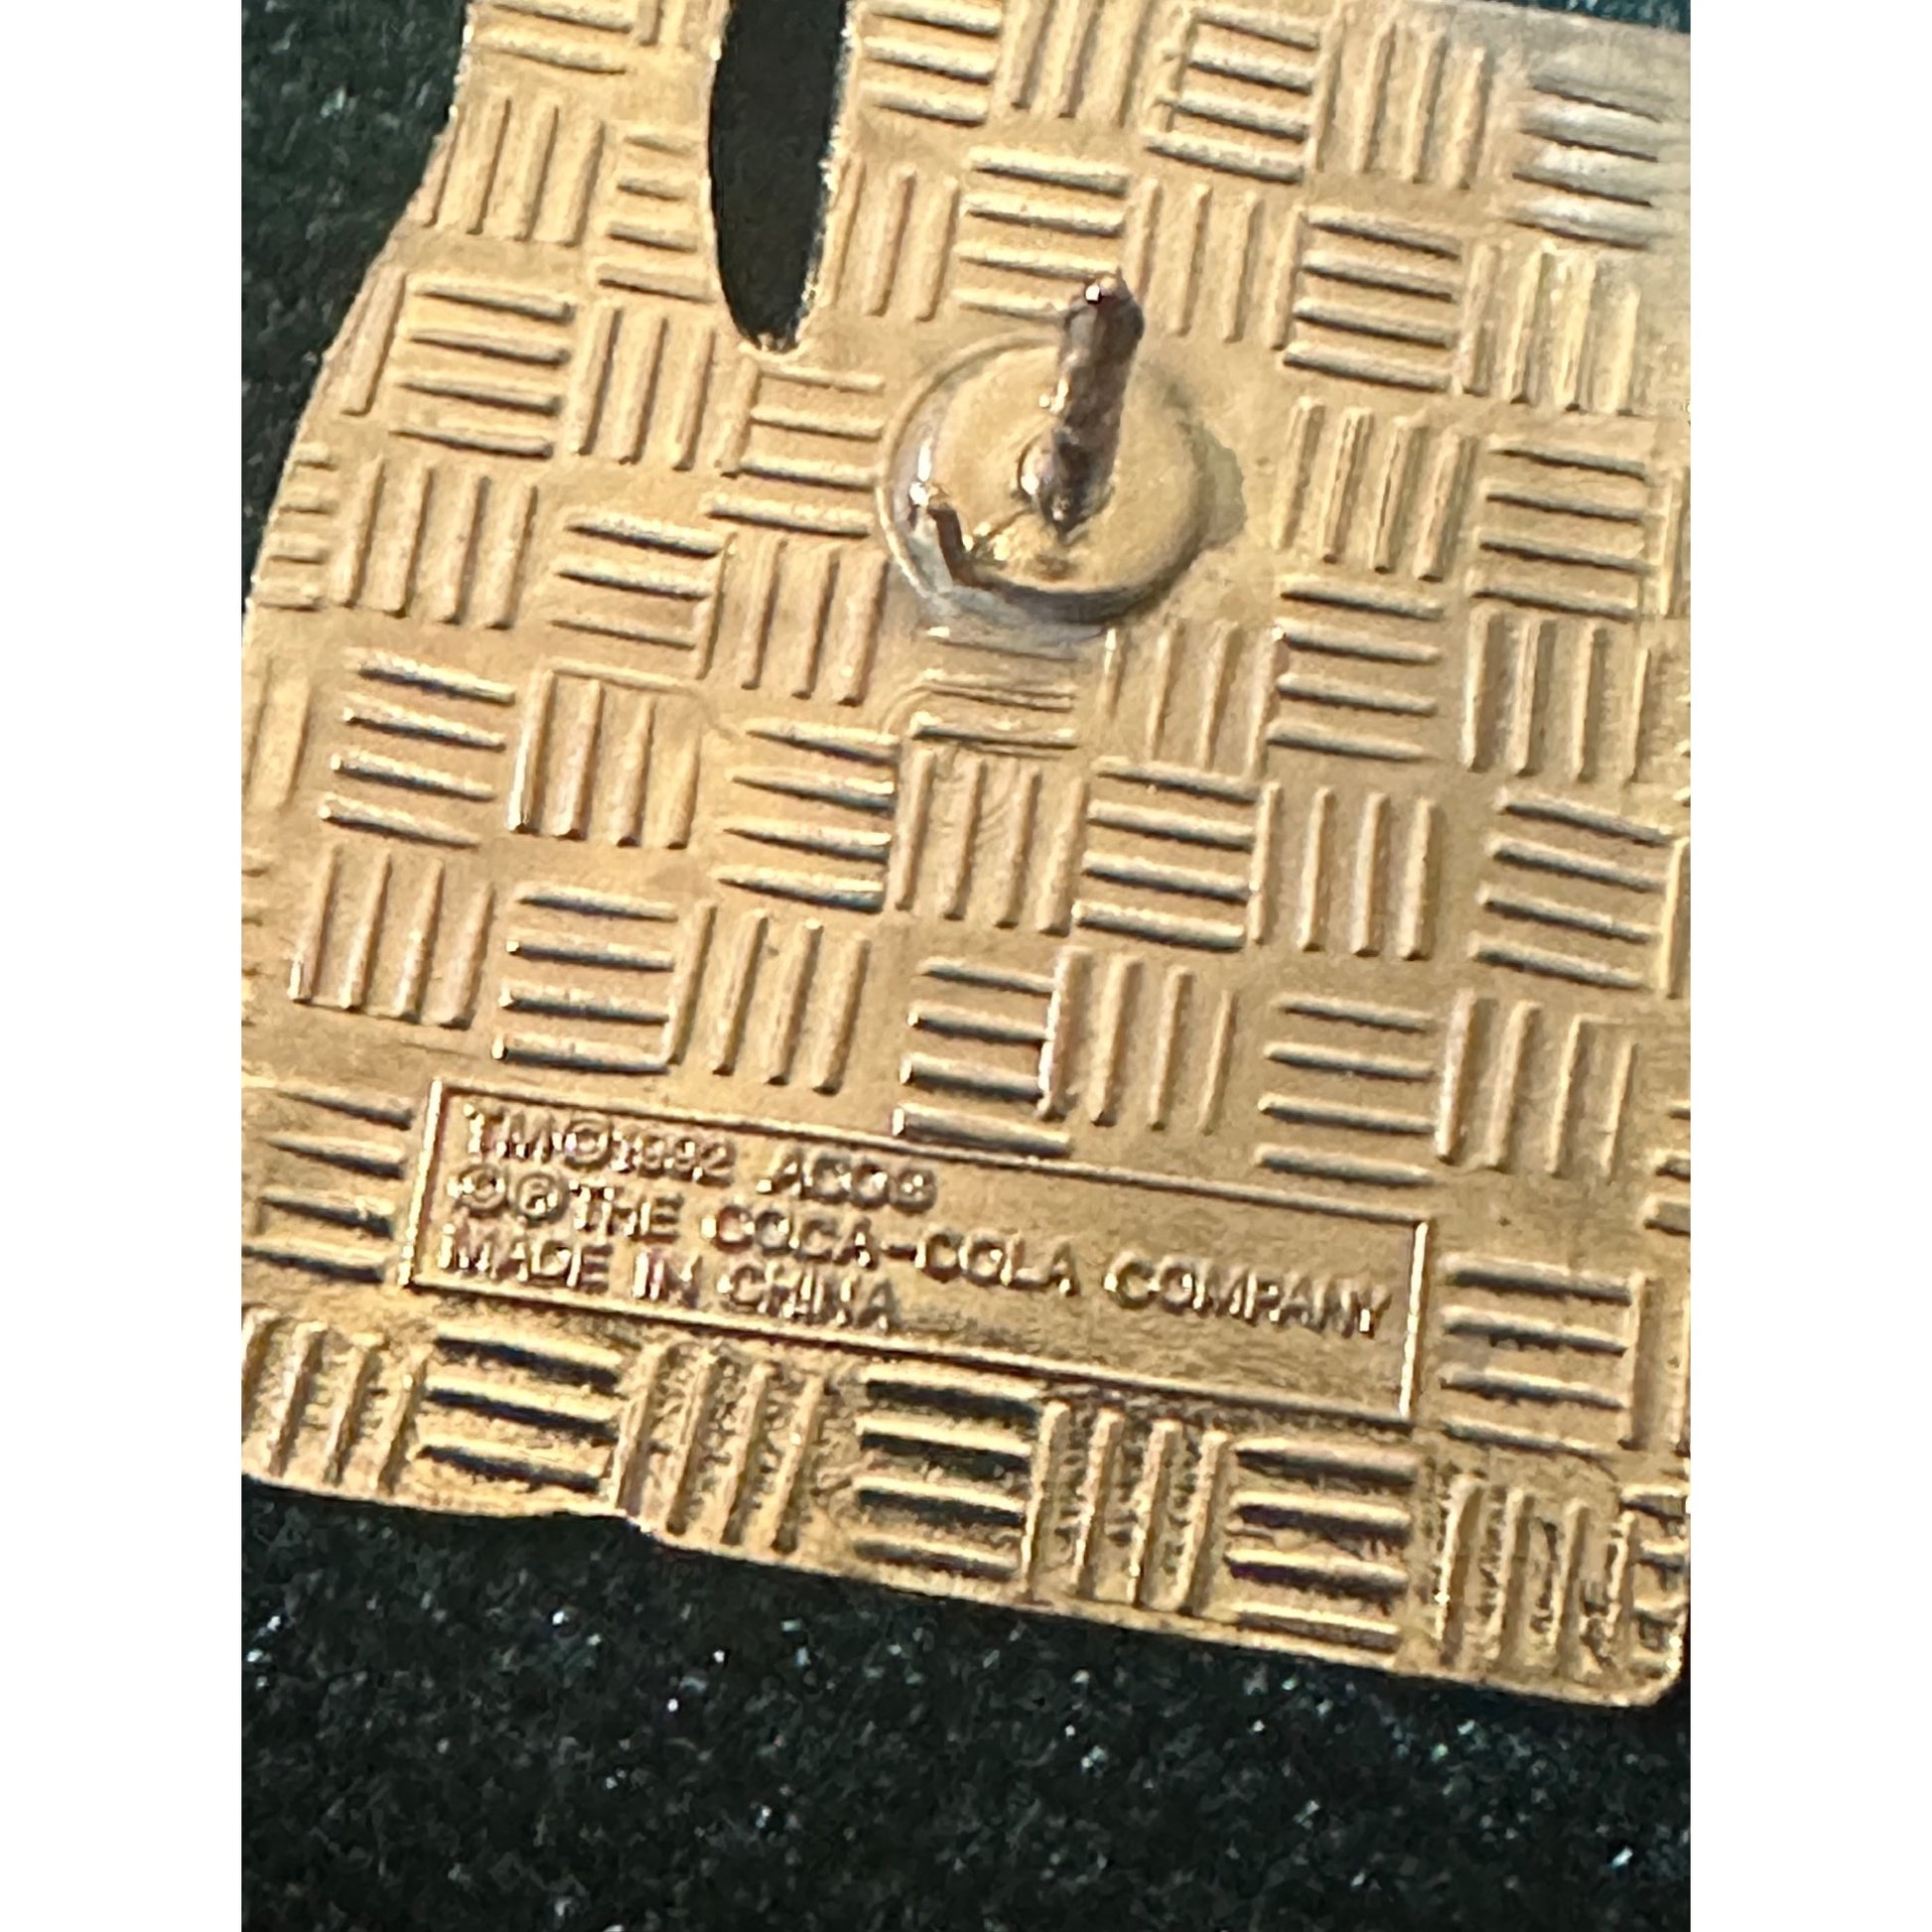 TM©1992 ACOG
©®THE COCA-COLA COMPANY
MADE IN CHINA